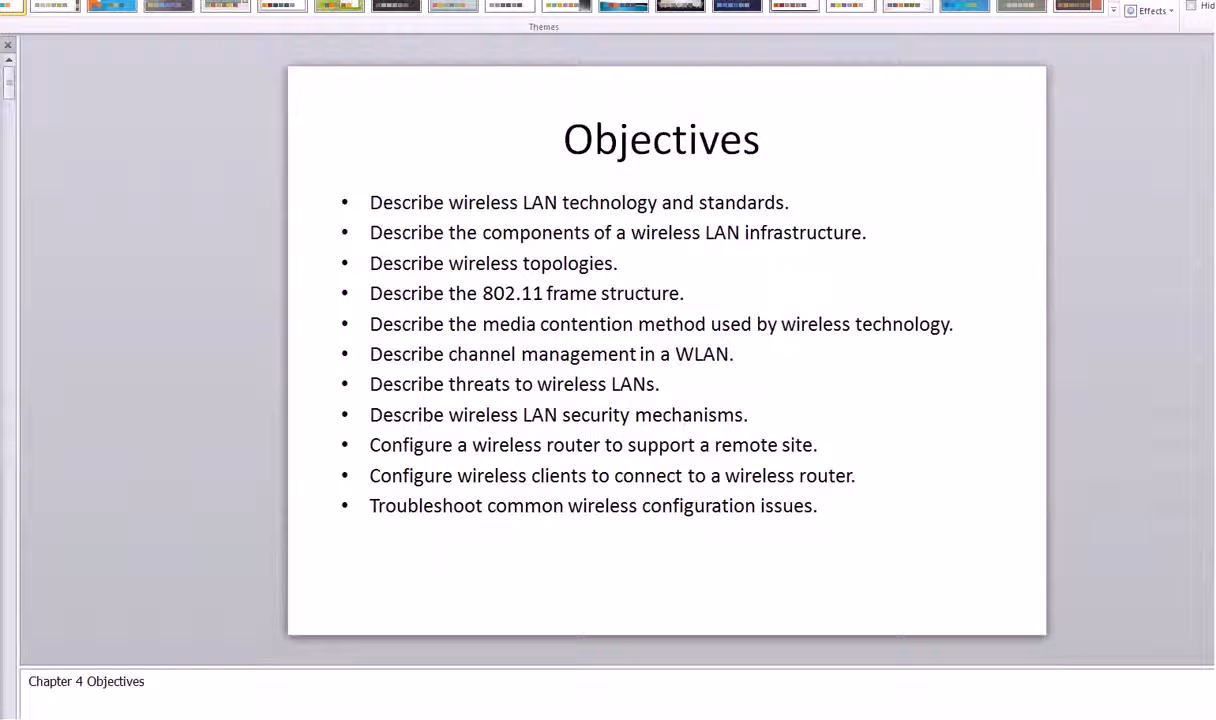 Effects
Hid
Themes
Objectives
• Describe wireless LAN technology and standards.
• Describe the components of a wireless LAN infrastructure.
• Describe wireless topologies.
• Describe the 802.11 frame structure.
• Describe the media contention method used by wireless technology.
• Describe channel management in a WLAN.
• Describe threats to wireless LANs.
• Describe wireless LAN security mechanisms.
• Configure a wireless router to support a remote site.
• Configure wireless clients to connect to a wireless router.
• Troubleshoot common wireless configuration issues.
Chapter 4 Objectives